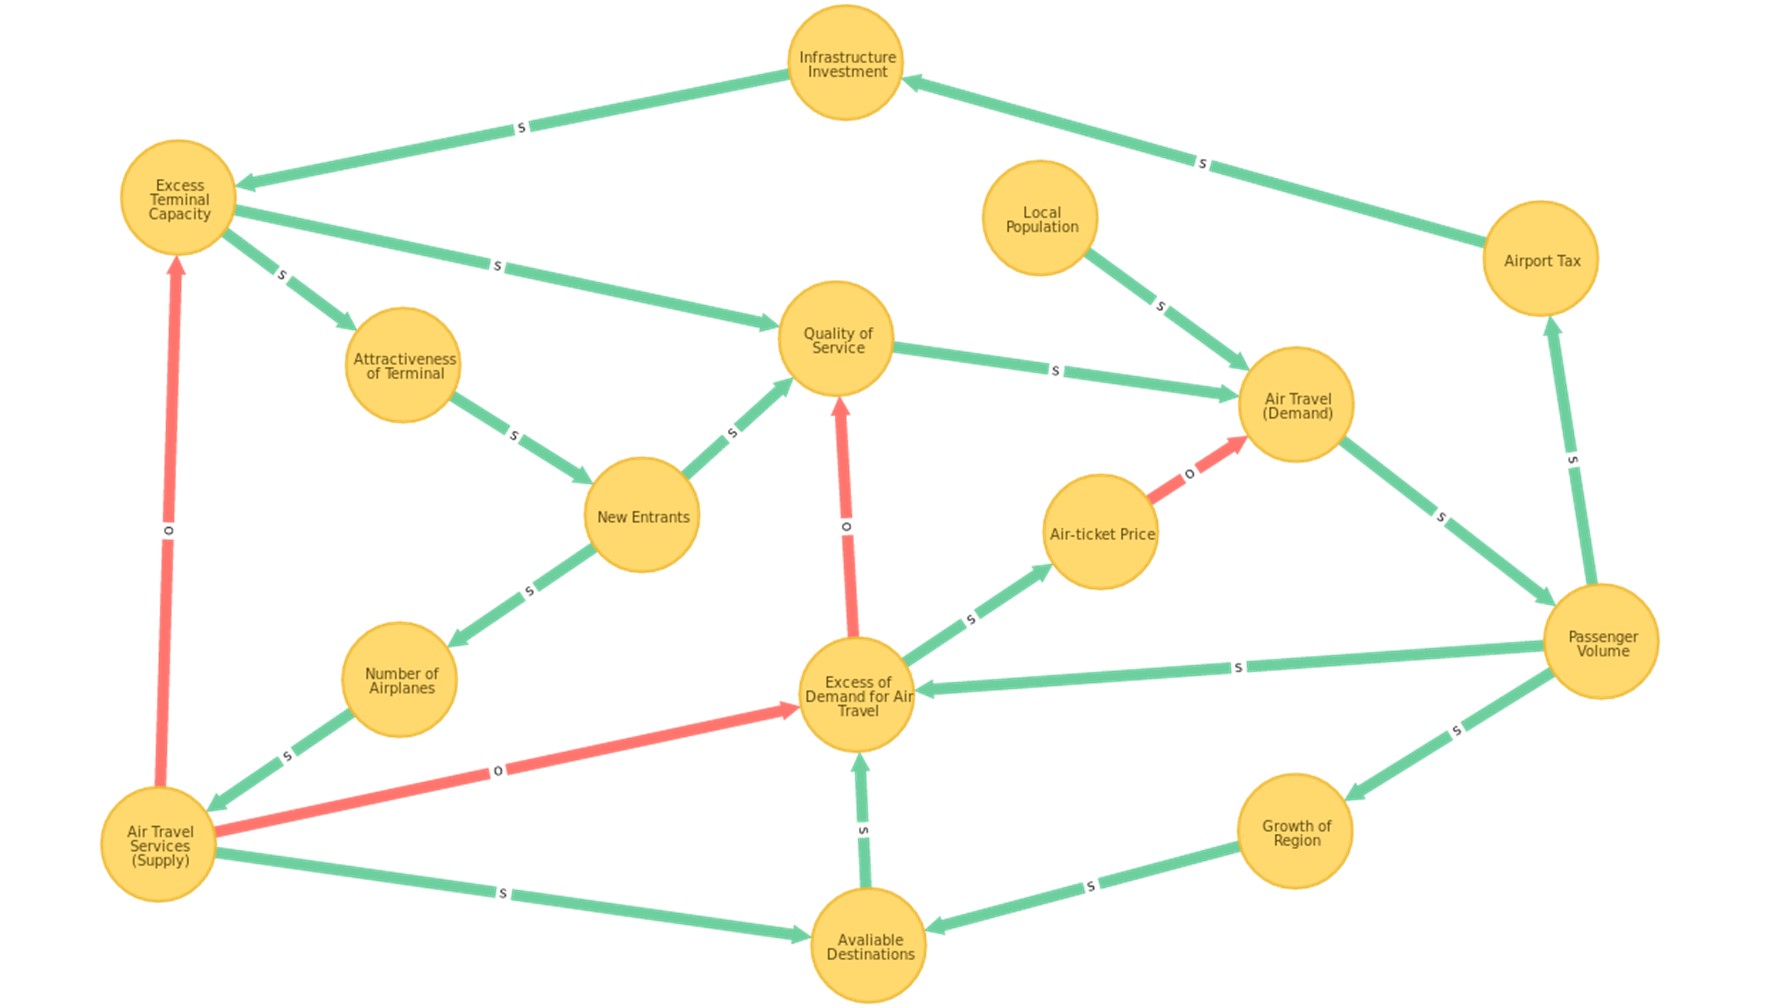 Infrastructure
Investment
s
s
Excess
Terminal
Capacity
Local
Population
Airport Tax
s
s
s
Quality of
Service
Attractiveness
of Terminal
s
Air Travel
(Demand)
s
s
s
o
New Entrants
s
o
o
Air-ticket Price
s
s
s
Passenger
Volume
s
Number of
Airplanes
Excess of
Demand for Air
Travel
s
s
o
Air Travel
Services
(Supply)
s
Growth of
Region
s
s
Avaliable
Destinations